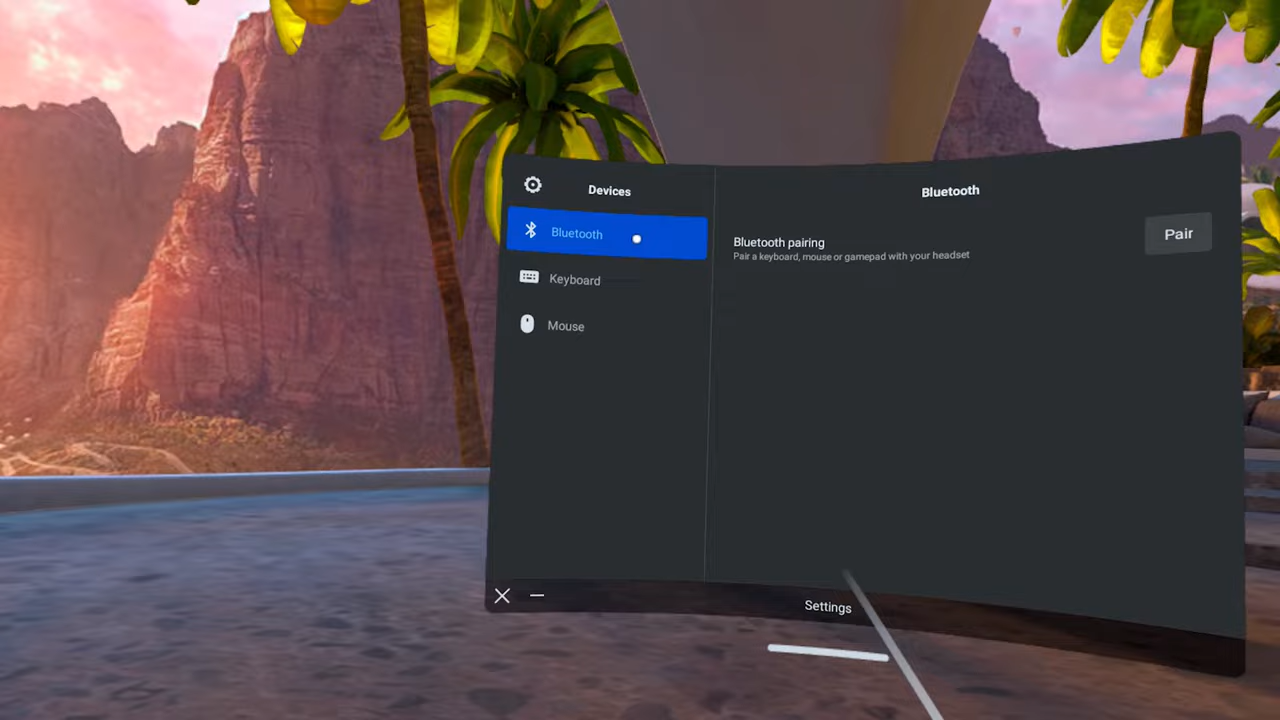 Devices
Bluetooth
Keyboard
Mouse
Bluetooth
Bluetooth pairing
Pair a keyboard, mouse or gamepad with your headset
Pair
Settings